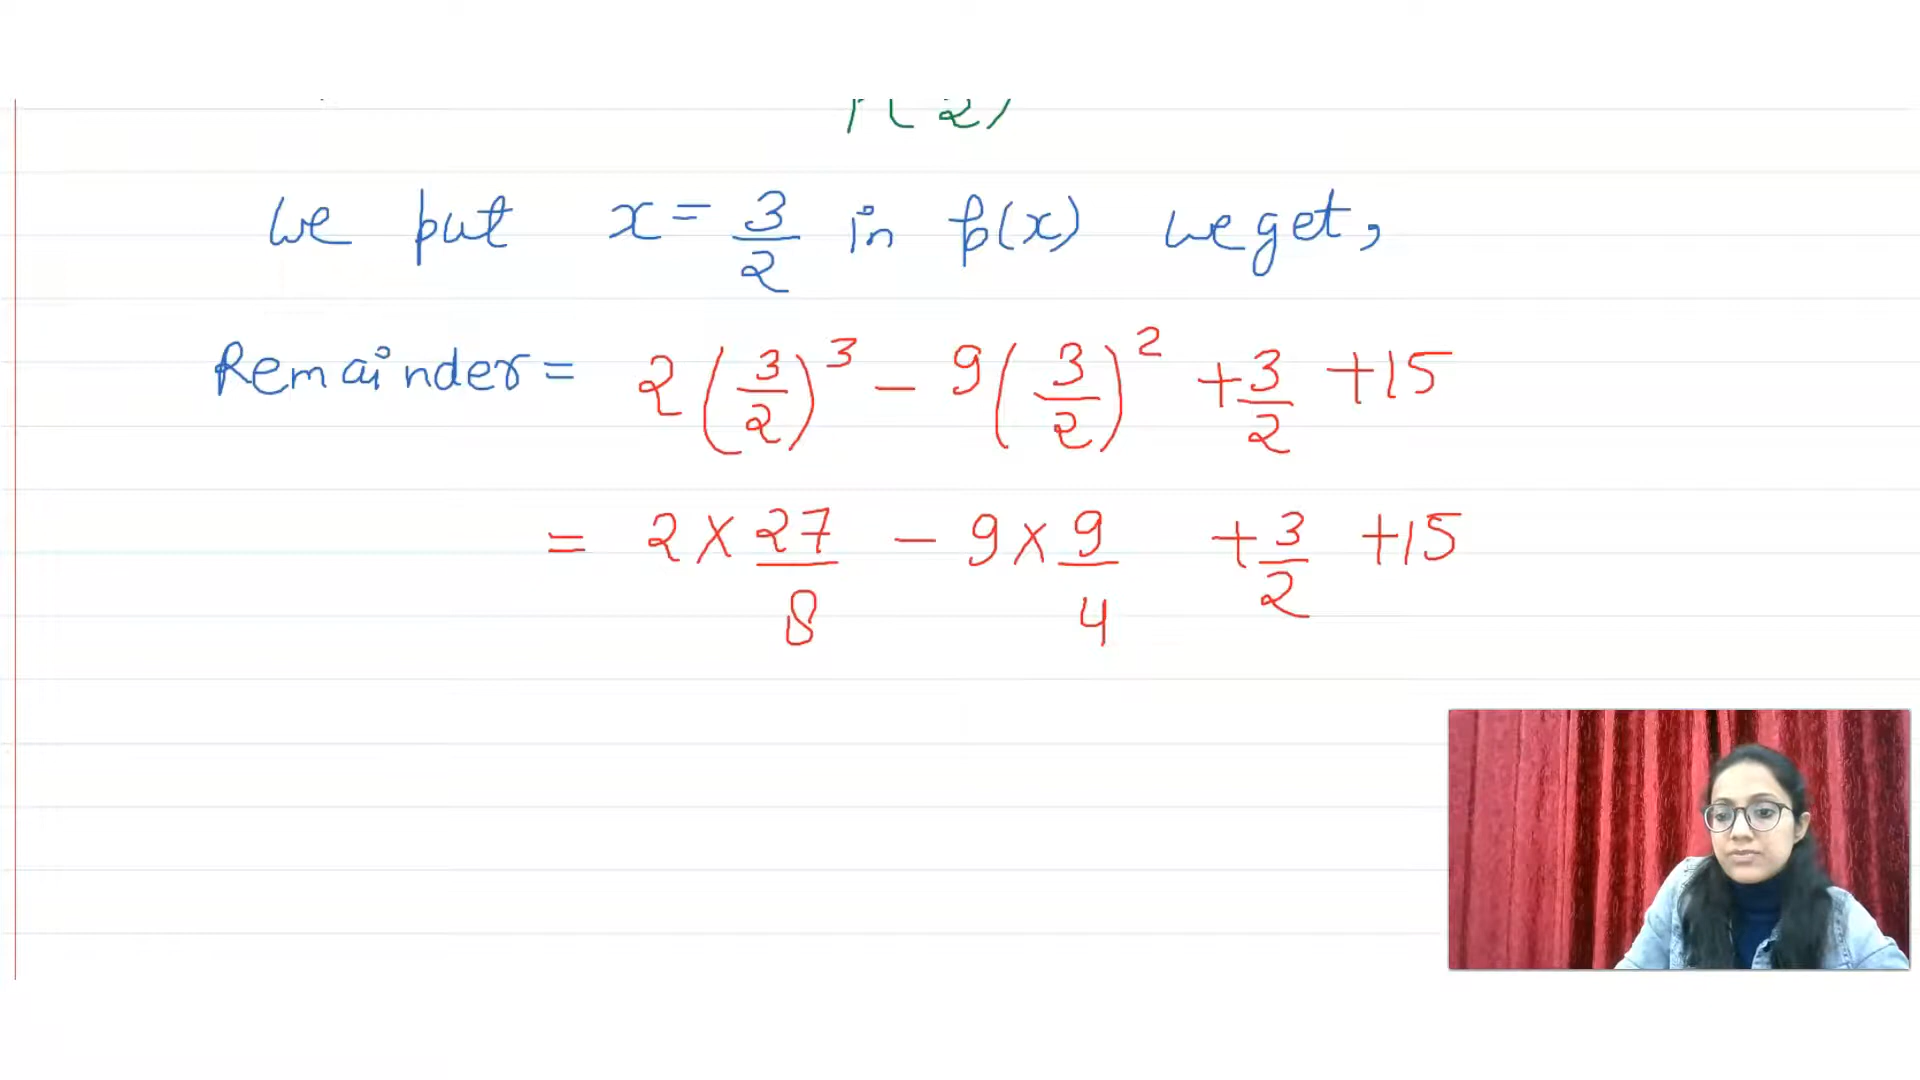 We put x = 3/2 in p(x) we get,
Remainder = 2(3/2)³ - 9(3/2)² + 3/2 + 15
= 2 × 27/8 - 9 × 9/4 + 3/2 + 15